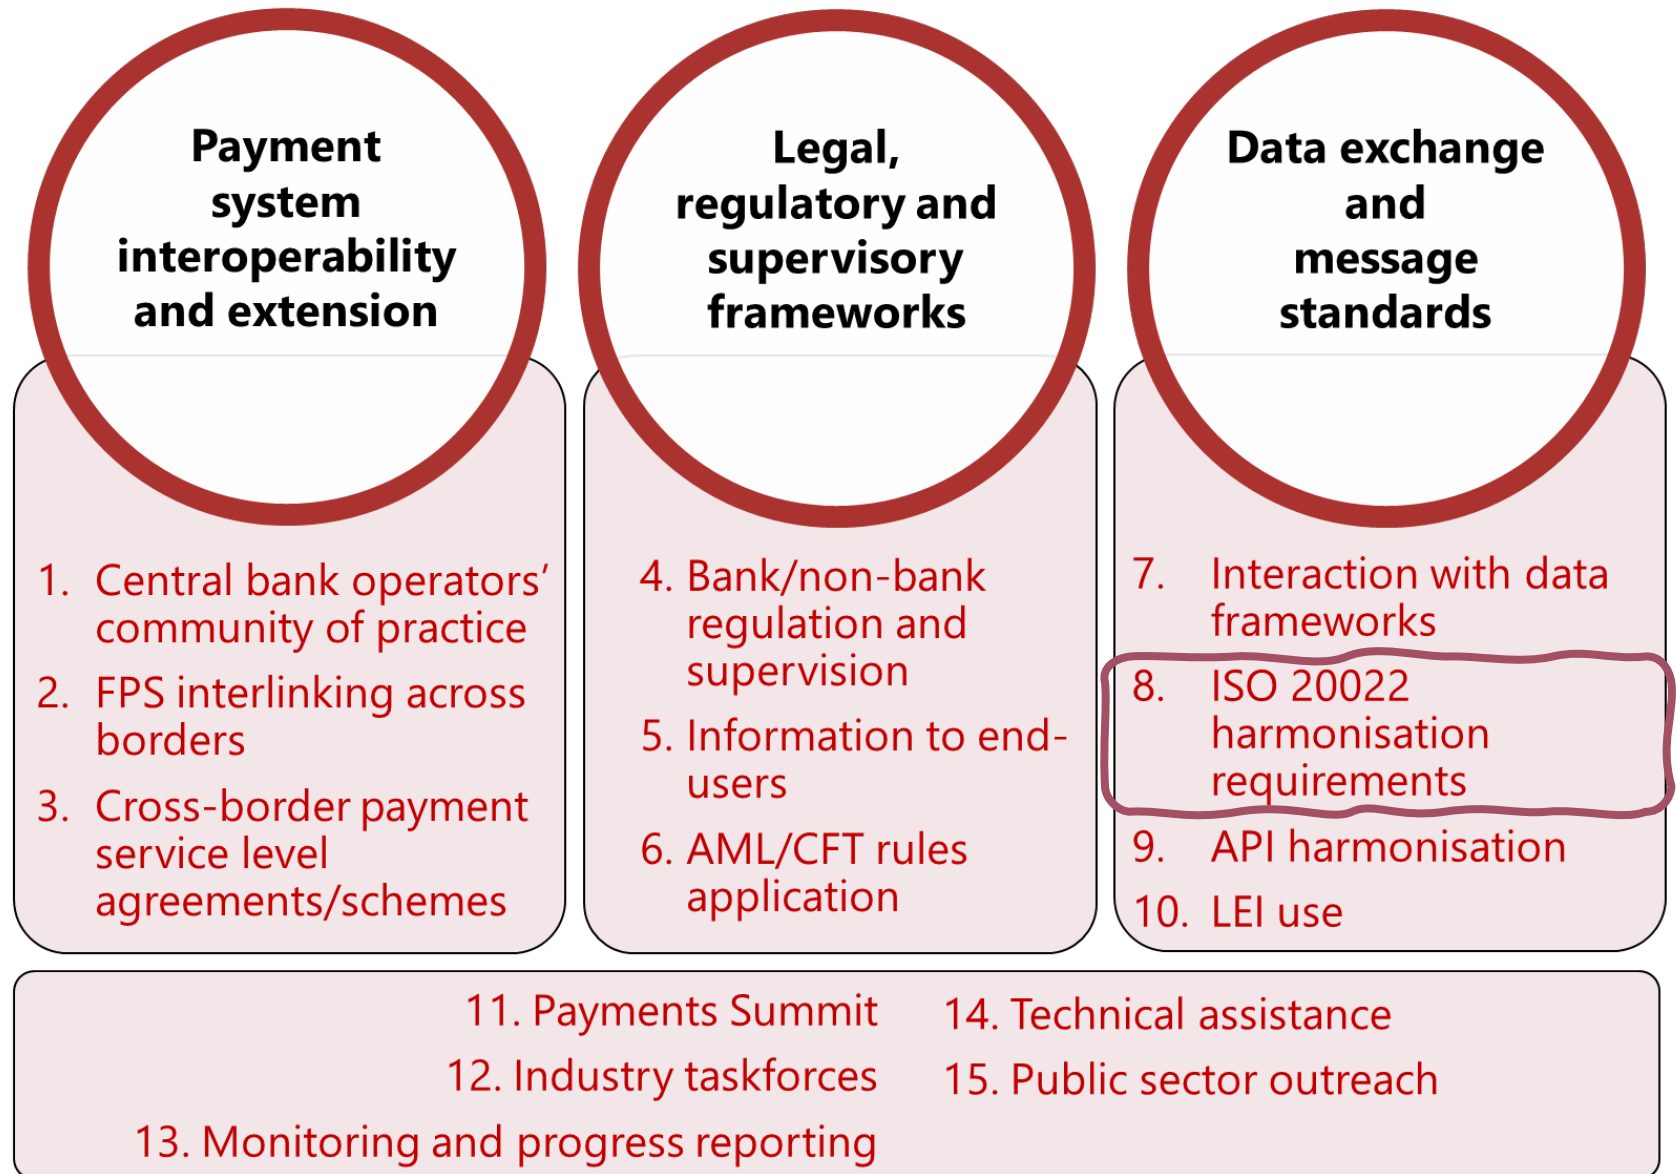 Payment
system
interoperability
and extension
1. Central bank operators’
community of practice
2. FPS interlinking across
borders
3. Cross-border payment
service level
agreements/schemes
Legal,
regulatory and
supervisory
frameworks
4. Bank/non-bank
regulation and
supervision
5. Information to end-
users
6. AML/CFT rules
application
Data exchange
and
message
standards
7. Interaction with data
frameworks
8. ISO 20022
harmonisation
requirements
9. API harmonisation
10. LEI use
11. Payments Summit
12. Industry taskforces
13. Monitoring and progress reporting
14. Technical assistance
15. Public sector outreach